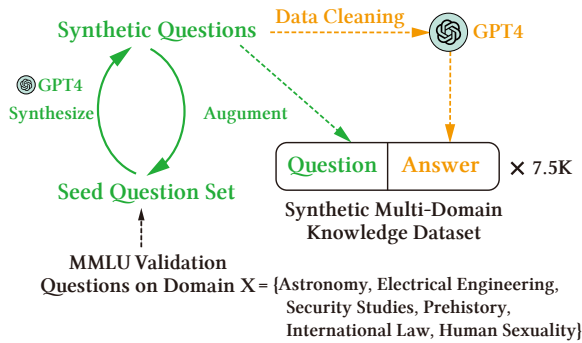 Synthetic Questions
Data Cleaning
GPT4
GPT4
Synthesize
Augument
Seed Question Set
Question
Answer
× 7.5K
Synthetic Multi-Domain
Knowledge Dataset
MMLU Validation
Questions on Domain X = {Astronomy, Electrical Engineering,
Security Studies, Prehistory,
International Law, Human Sexuality}